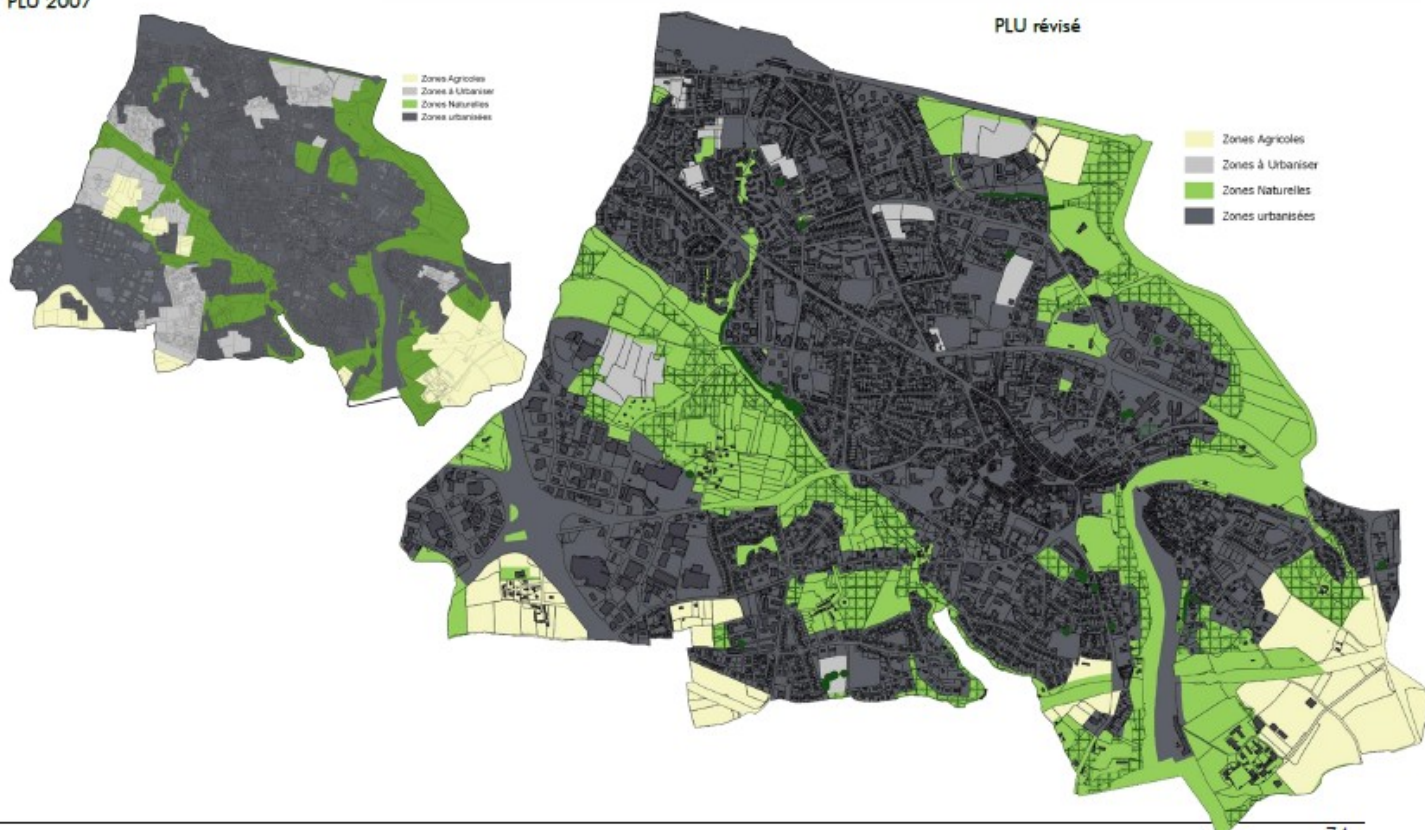 PLU 2007
PLU révisé
Zones Agricoles
Zones à Urbaniser
Zones Naturelles
Zones urbanisées
Zones Agricoles
Zones à Urbaniser
Zones Naturelles
Zones urbanisées